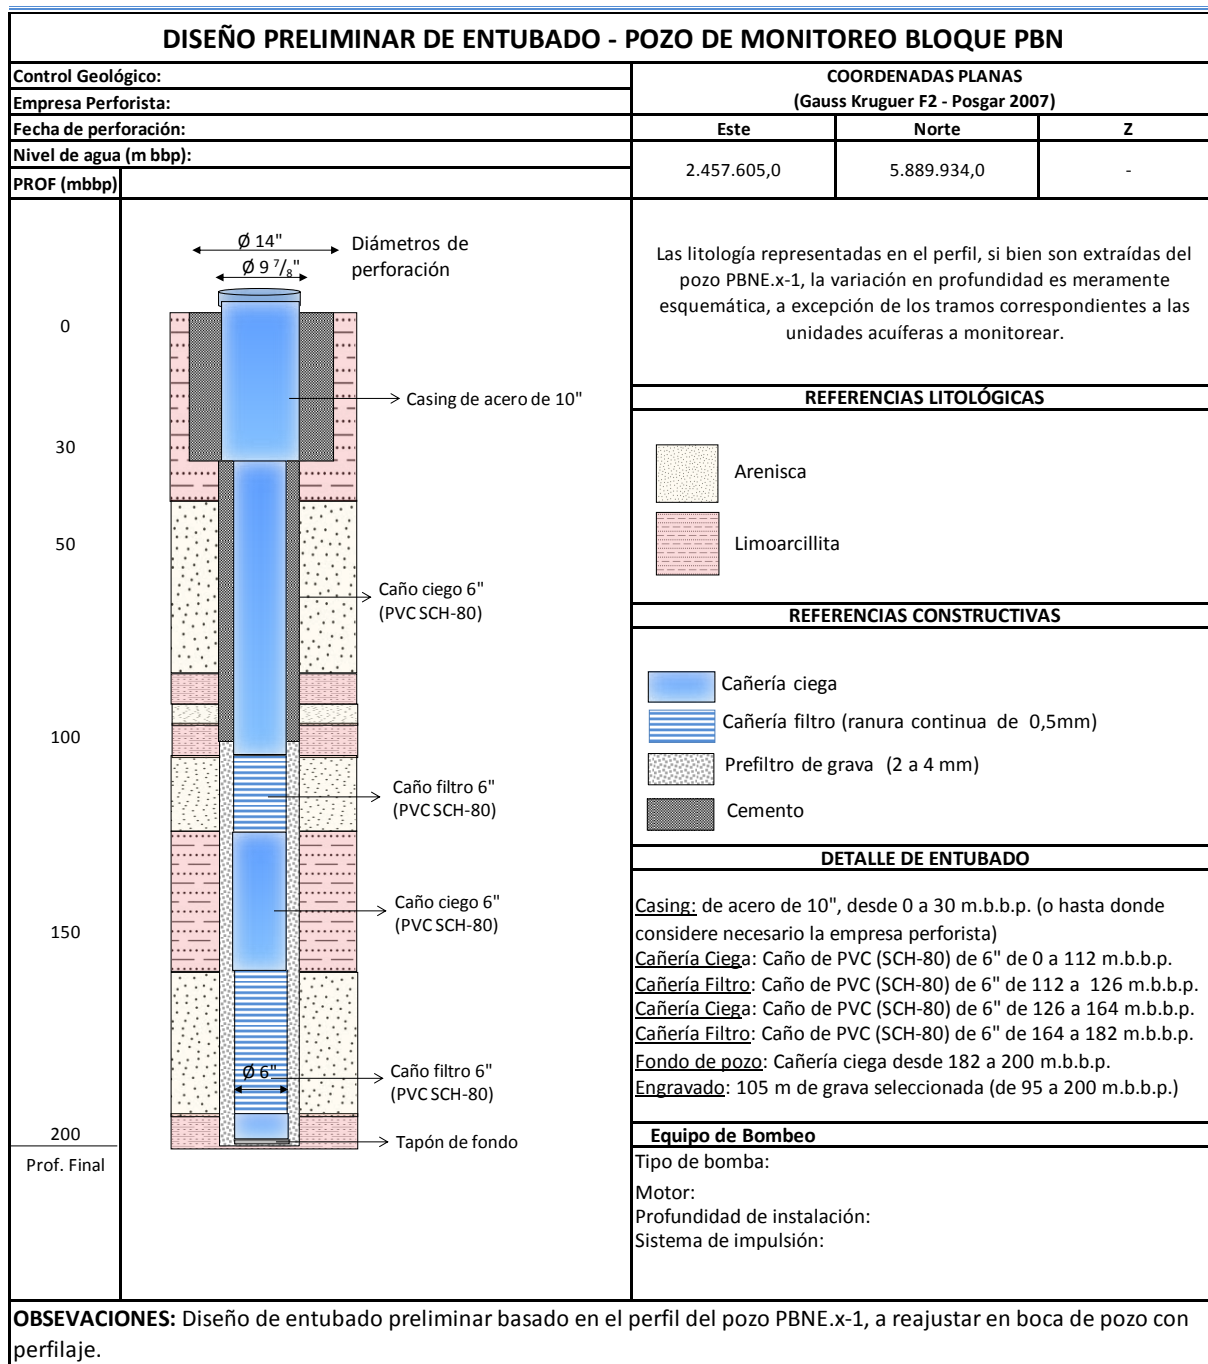 DISEÑO PRELIMINAR DE ENTUBADO - POZO DE MONITOREO BLOQUE PBN
Control Geológico:
Empresa Perforista:
Fecha de perforación:
Nivel de agua (m bbp):
PROF (mbbp)
COORDENADAS PLANAS
(Gauss Kruguer F2 - Posgar 2007)
Este Norte Z
2.457.605,0 5.889.934,0 -
0
30
50
100
150
200
Prof. Final
Ø 14"
Ø 9 7/8"
Diámetros de
perforación
Casing de acero de 10"
Caño ciego 6"
(PVC SCH-80)
Caño filtro 6"
(PVC SCH-80)
Caño ciego 6"
(PVC SCH-80)
Ø 6"
Caño filtro 6"
(PVC SCH-80)
Tapón de fondo
Las litología representadas en el perfil, si bien son extraídas del
pozo PBNE.x-1, la variación en profundidad es meramente
esquemática, a excepción de los tramos correspondientes a las
unidades acuíferas a monitorear.
REFERENCIAS LITOLÓGICAS
Arenisca
Limoarcillita
REFERENCIAS CONSTRUCTIVAS
Cañería ciega
Cañería filtro (ranura continua de 0,5mm)
Prefiltro de grava (2 a 4 mm)
Cemento
DETALLE DE ENTUBADO
Casing: de acero de 10", desde 0 a 30 m.b.b.p. (o hasta donde
considere necesario la empresa perforista)
Cañería Ciega: Caño de PVC (SCH-80) de 6" de 0 a 112 m.b.b.p.
Cañería Filtro: Caño de PVC (SCH-80) de 6" de 112 a 126 m.b.b.p.
Cañería Ciega: Caño de PVC (SCH-80) de 6" de 126 a 164 m.b.b.p.
Cañería Filtro: Caño de PVC (SCH-80) de 6" de 164 a 182 m.b.b.p.
Fondo de pozo: Cañería ciega desde 182 a 200 m.b.b.p.
Engravado: 105 m de grava seleccionada (de 95 a 200 m.b.b.p.)
Equipo de Bombeo
Tipo de bomba:
Motor:
Profundidad de instalación:
Sistema de impulsión:
OBSEVACIONES: Diseño de entubado preliminar basado en el perfil del pozo PBNE.x-1, a reajustar en boca de pozo con
perfilaje.